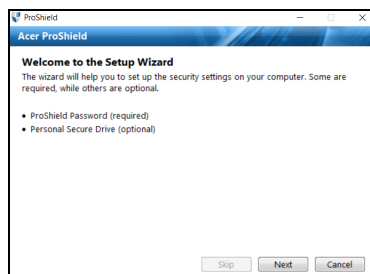 ProShield
Acer ProShield
Welcome to the Setup Wizard
The wizard will help you to set up the security settings on your computer. Some are
required, while others are optional.
• ProShield Password (required)
• Personal Secure Drive (optional)
Skip Next Cancel